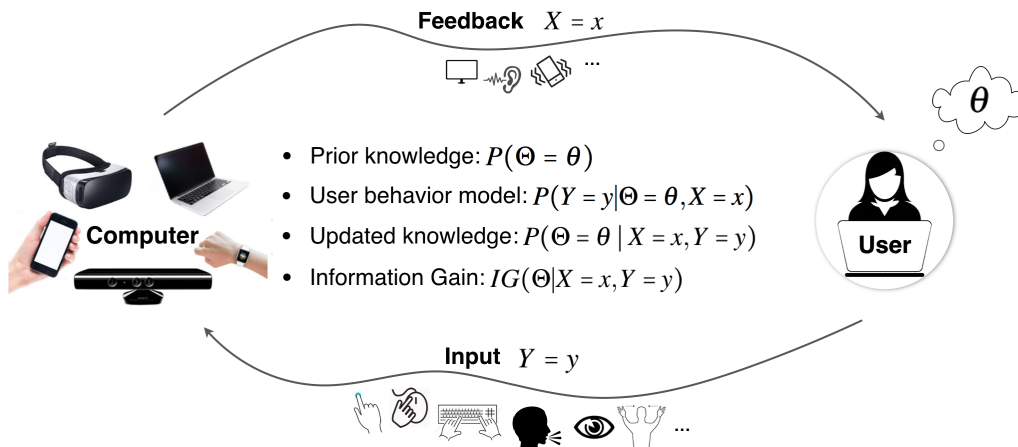 Feedback X = x
...
θ
• Prior knowledge: P(Θ = θ)
• User behavior model: P(Y = y|Θ = θ, X = x)
Computer
• Updated knowledge: P(Θ = θ | X = x, Y = y)
User
• Information Gain: IG(Θ|X = x, Y = y)
Input Y = y
...